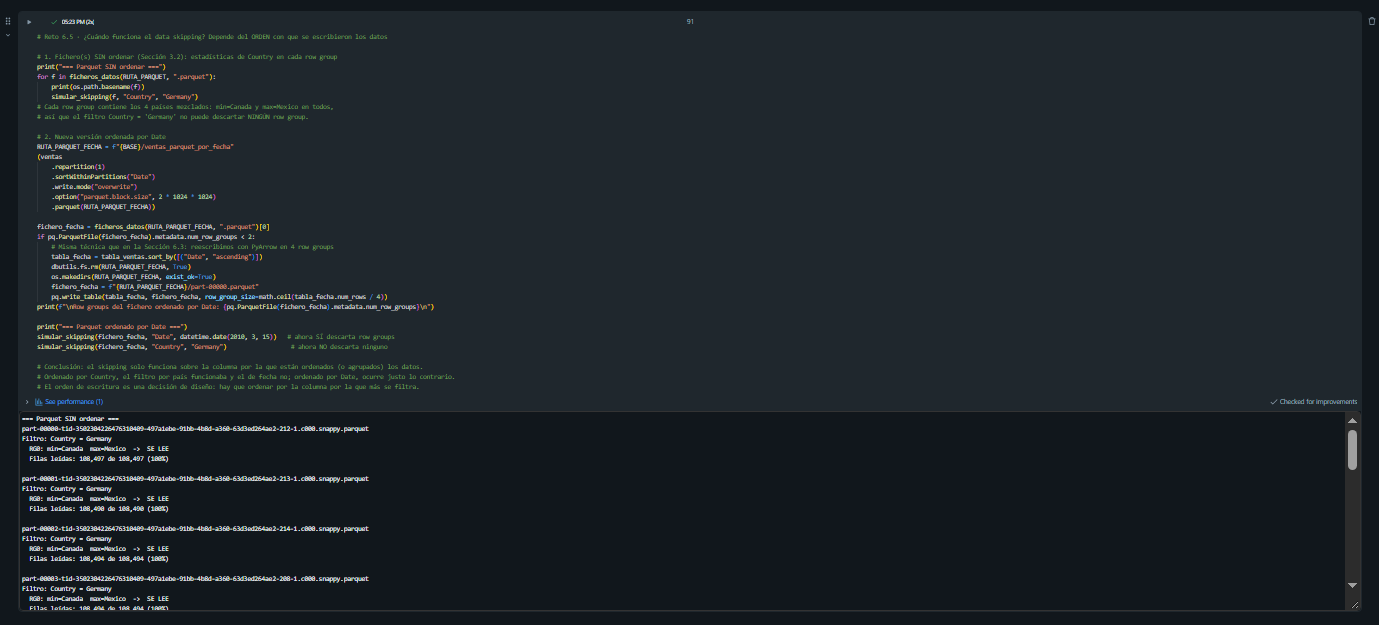 05:23 PM (2s)
91
# Reto 6.5 - ¿Cuándo funciona el data skipping? Depende del ORDEN con que se escribieron los datos
# 1. Fichero(s) SIN ordenar (Sección 3.2): estadísticas de Country en cada row group
print("=== Parquet SIN ordenar ===")
for f in ficheros_datos(RUTA_PARQUET, ".parquet"):
print(os.path.basename(f))
simular_skipping(f, "Country", "Germany")
# Cada row group contiene los 4 países mezclados: min=Canada y max=Mexico en todos,
# así que el filtro Country = 'Germany' no puede descartar NINGÚN row group.
# 2. Nueva versión ordenada por Date
RUTA_PARQUET_FECHA = f"{BASE}/ventas_parquet_por_fecha"
(ventas
.repartition(1)
.sortWithinPartitions("Date")
.write.mode("overwrite")
.option("parquet.block.size", 2 * 1024 * 1024)
.parquet(RUTA_PARQUET_FECHA))
fichero_fecha = ficheros_datos(RUTA_PARQUET_FECHA, ".parquet")[0]
if pq.ParquetFile(fichero_fecha).metadata.num_row_groups < 2:
# Misma técnica que en la Sección 6.3: reescribimos con PyArrow en 4 row groups
tabla_fecha = tabla_ventas.sort_by([("Date", "ascending")])
dbutils.fs.rm(RUTA_PARQUET_FECHA, True)
os.makedirs(RUTA_PARQUET_FECHA, exist_ok=True)
fichero_fecha = f"{RUTA_PARQUET_FECHA}/part-00000.parquet"
pq.write_table(tabla_fecha, fichero_fecha, row_group_size=math.ceil(tabla_fecha.num_rows / 4))
print(f"\nRow groups del fichero ordenado por Date: {pq.ParquetFile(fichero_fecha).metadata.num_row_groups}\n")
print("=== Parquet ordenado por Date ===")
simular_skipping(fichero_fecha, "Date", datetime.date(2010, 3, 15)) # ahora SÍ descarta row groups
simular_skipping(fichero_fecha, "Country", "Germany") # ahora NO descarta ninguno
# Conclusión: el skipping solo funciona sobre la columna por la que están ordenados (o agrupados) los datos.
# Ordenado por Country, el filtro por país funcionaba y el de fecha no; ordenado por Date, ocurre justo lo contrario.
# El orden de escritura es una decisión de diseño: hay que ordenar por la columna por la que más se filtra.
See performance (1)
Checked for improvements
=== Parquet SIN ordenar ===
part-00000-tid-3502304226476310409-497a1ebe-91bb-4b8d-a360-63d3ed264ae2-212-1.c000.snappy.parquet
Filtro: Country = Germany
RG0: min=Canada max=Mexico -> SE LEE
Filas leídas: 108,497 de 108,497 (100%)
part-00001-tid-3502304226476310409-497a1ebe-91bb-4b8d-a360-63d3ed264ae2-213-1.c000.snappy.parquet
Filtro: Country = Germany
RG0: min=Canada max=Mexico -> SE LEE
Filas leídas: 108,490 de 108,490 (100%)
part-00002-tid-3502304226476310409-497a1ebe-91bb-4b8d-a360-63d3ed264ae2-214-1.c000.snappy.parquet
Filtro: Country = Germany
RG0: min=Canada max=Mexico -> SE LEE
Filas leídas: 108,494 de 108,494 (100%)
part-00003-tid-3502304226476310409-497a1ebe-91bb-4b8d-a360-63d3ed264ae2-208-1.c000.snappy.parquet
Filtro: Country = Germany
RG0: min=Canada max=Mexico -> SE LEE
Filas leídas: 108,494 de 108,494 (100%)